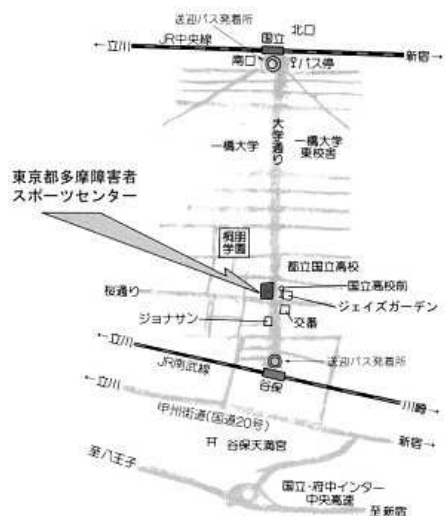 送迎バス発着所
国立
北口
←立川
JR中央線
新宿→
南口
バス停
大学通り
一橋大学
一橋大学
東校舎
東京都多摩障害者
スポーツセンター
桐朋
学園
都立国立高校
国立高校前
桜通り
ジェイズガーデン
ジョナサン
交番
←立川
JR南武線
送迎バス発着所
谷保
川崎→
←立川
甲州街道(国道20号)
新宿→
谷保天満宮
至八王子
国立・府中インター
中央高速
至新宿